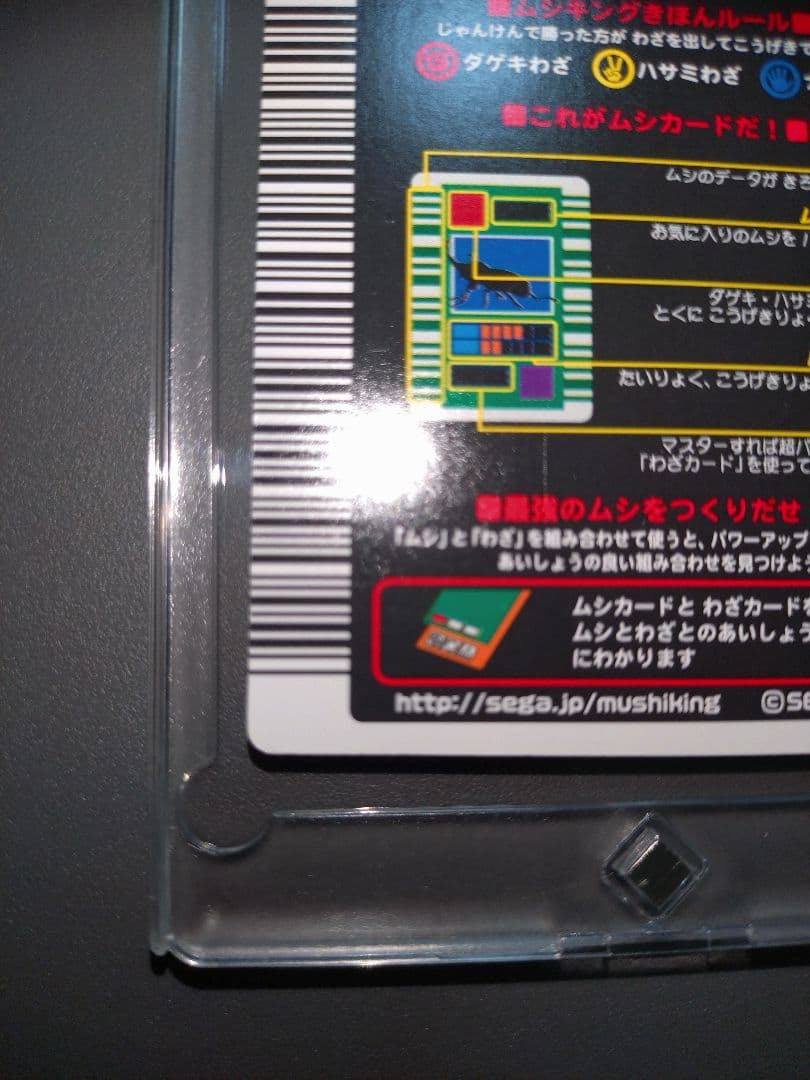 ムシキングきほんルール
じゃんけんで勝った方が わざを出してこうげきで
ダゲキわざ ハサミわざ
これがムシカードだ！
ムシのデータが きろ
お気に入りのムシを
ダゲキ・ハサミ
とくに こうげきりょ
たいりょく、こうげきりょ
マスターすれば超パ
「わざカード」を使って
最強のムシをつくりだせ
「ムシ」と「わざ」を組み合わせて使うと、パワーアップ
あいしょうの良い組み合わせを見つけよう
ムシカードと わざカードを
ムシとわざとのあいしょう
にわかります
http://sega.jp/mushiking ©SE